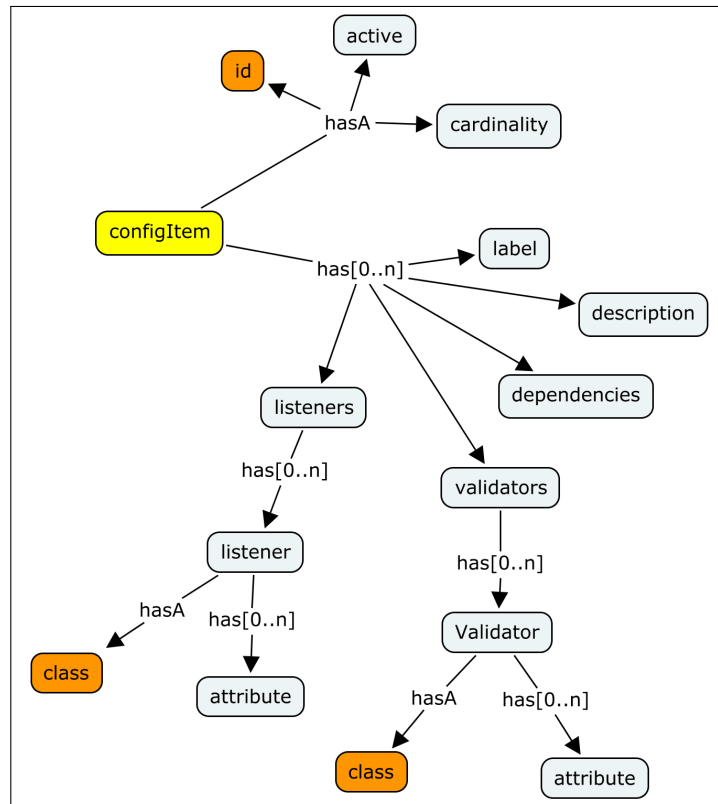 active
id
hasA
cardinality
configItem
label
has[0..n]
description
dependencies
listeners
has[0..n]
validators
listener
has[0..n]
hasA
has[0..n]
Validator
class
attribute
hasA
has[0..n]
class
attribute